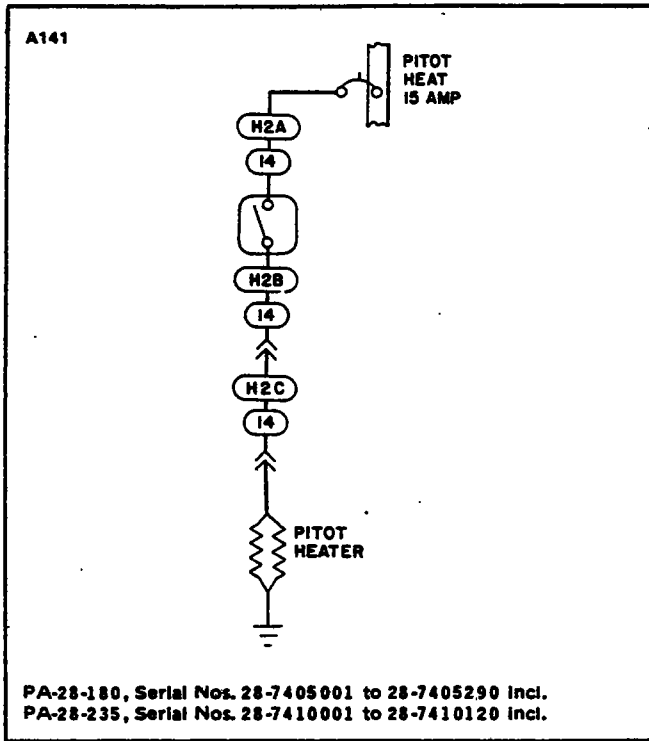 A141
PITOT
HEAT
15 AMP
H2A
14
H2B
14
H2C
14
PITOT
HEATER
PA-28-180, Serial Nos. 28-7405001 to 28-7405290 incl.
PA-28-235, Serial Nos. 28-7410001 to 28-7410120 incl.